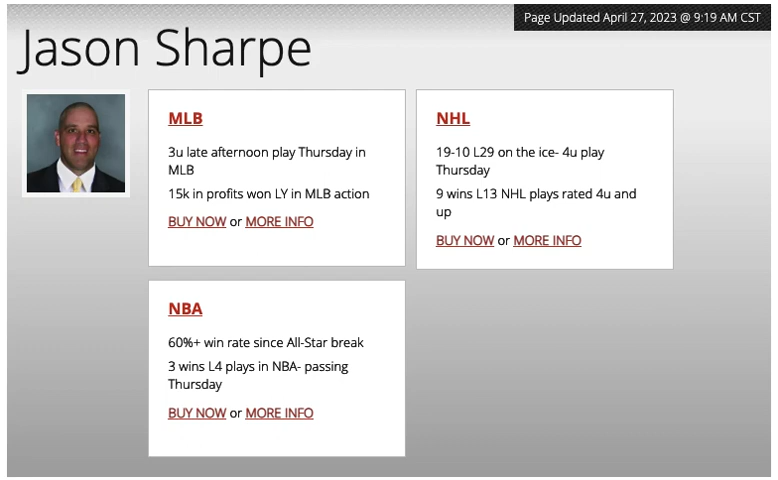 Page Updated April 27, 2023 @ 9:19 AM CST
Jason Sharpe
MLB
3u late afternoon play Thursday in
MLB
15k in profits won LY in MLB action
BUY NOW or MORE INFO
NHL
19-10 L29 on the ice- 4u play
Thursday
9 wins L13 NHL plays rated 4u and
up
BUY NOW or MORE INFO
NBA
60%+ win rate since All-Star break
3 wins L4 plays in NBA- passing
Thursday
BUY NOW or MORE INFO